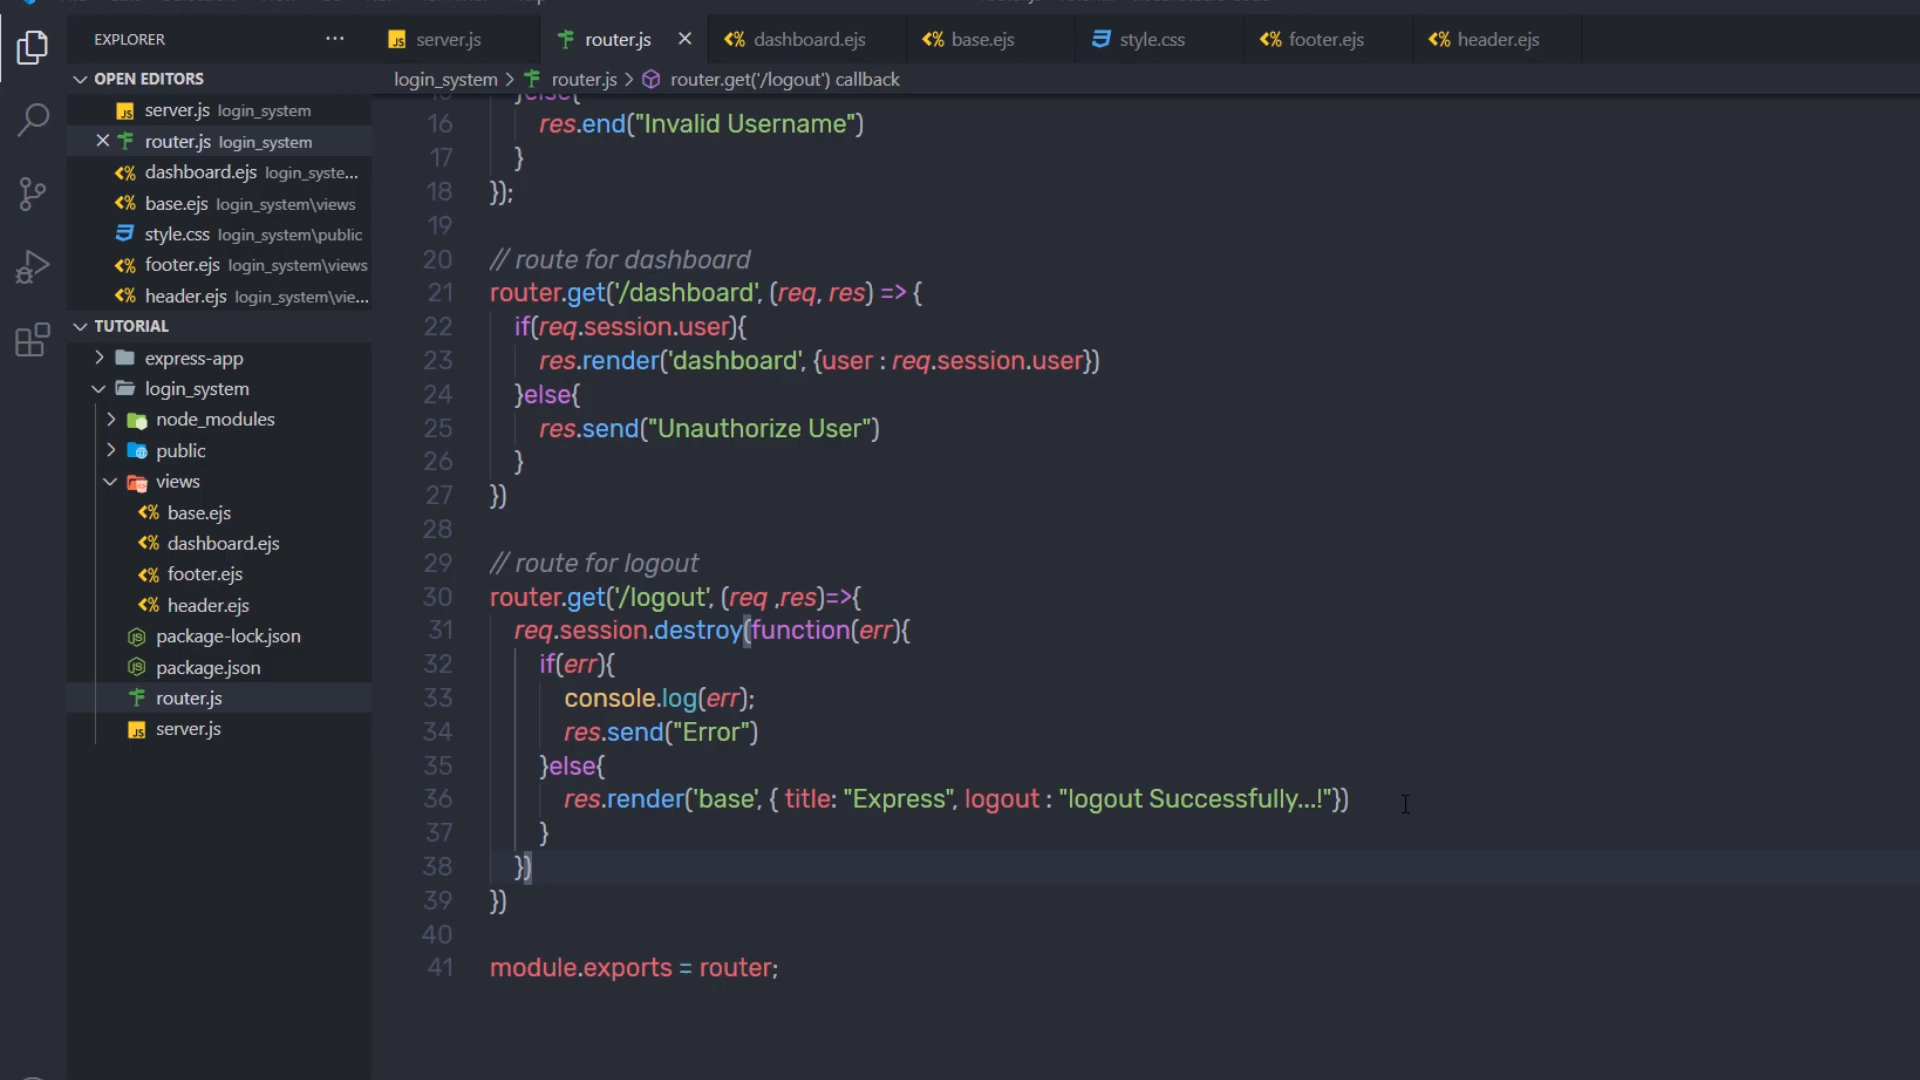 EXPLORER
server.js
router.js
dashboard.ejs
base.ejs
style.css
footer.ejs
header.ejs
OPEN EDITORS
login_system > router.js > router.get('/logout') callback
server.js login_system
router.js login_system
dashboard.ejs login_syste...
base.ejs login_system\views
style.css login_system\public
footer.ejs login_system\views
header.ejs login_system\vie...
TUTORIAL
express-app
login_system
node_modules
public
views
base.ejs
dashboard.ejs
footer.ejs
header.ejs
package-lock.json
package.json
router.js
server.js
}else{
16 res.end("Invalid Username")
17 }
18 });
19
20 // route for dashboard
21 router.get('/dashboard', (req, res) => {
22 if(req.session.user){
23 res.render('dashboard', {user : req.session.user})
24 }else{
25 res.send("Unauthorize User")
26 }
27 })
28
29 // route for logout
30 router.get('/logout', (req ,res)=>{
31 req.session.destroy(function(err){
32 if(err){
33 console.log(err);
34 res.send("Error")
35 }else{
36 res.render('base', { title: "Express", logout : "logout Successfully...!"})
37 }
38 })
39 })
40
41 module.exports = router;